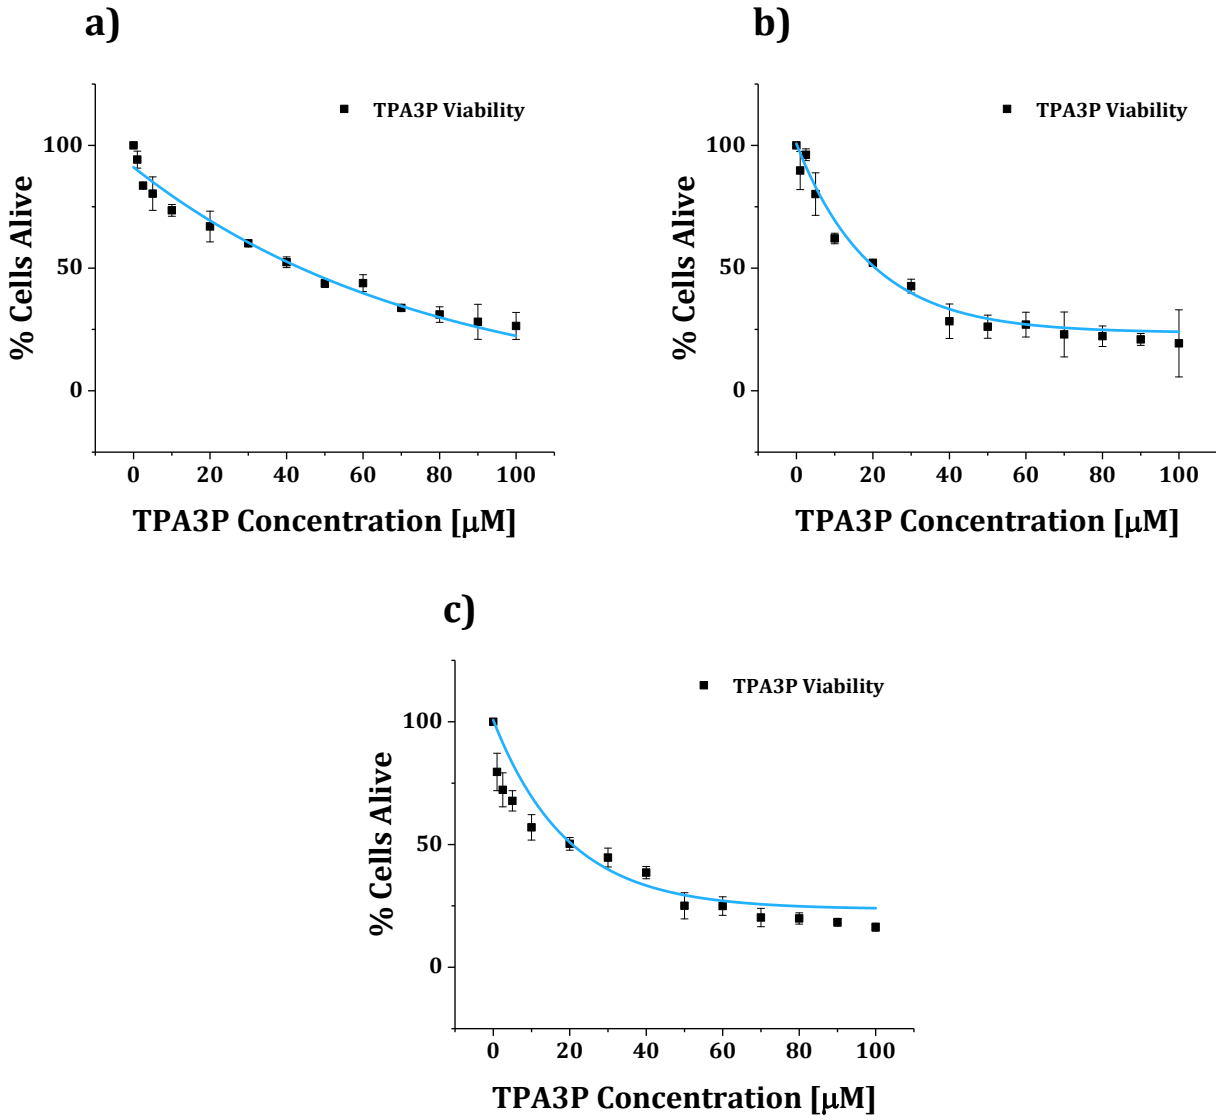 a)
TPA3P Viability
100
50
0
% Cells Alive
0 20 40 60 80 100
TPA3P Concentration [μM]
b)
TPA3P Viability
100
50
0
% Cells Alive
0 20 40 60 80 100
TPA3P Concentration [μM]
c)
TPA3P Viability
100
50
0
% Cells Alive
0 20 40 60 80 100
TPA3P Concentration [μM]